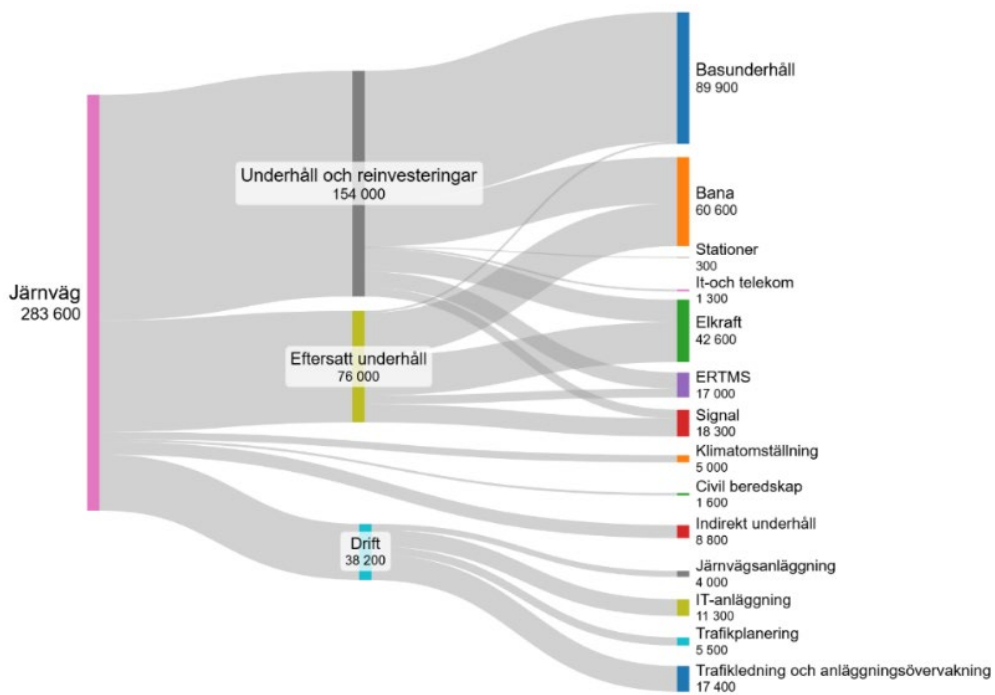 Järnväg
283 600
Underhåll och reinvesteringar
154 000
Eftersatt underhåll
76 000
Drift
38 200
Basunderhåll
89 900
Bana
60 600
Stationer
300
It-och telekom
1 300
Elkraft
42 600
ERTMS
17 000
Signal
18 300
Klimatomställning
5 000
Civil beredskap
1 600
Indirekt underhåll
8 800
Järnvägsanläggning
4 000
IT-anläggning
11 300
Trafikplanering
5 500
Trafikledning och anläggningsövervakning
17 400